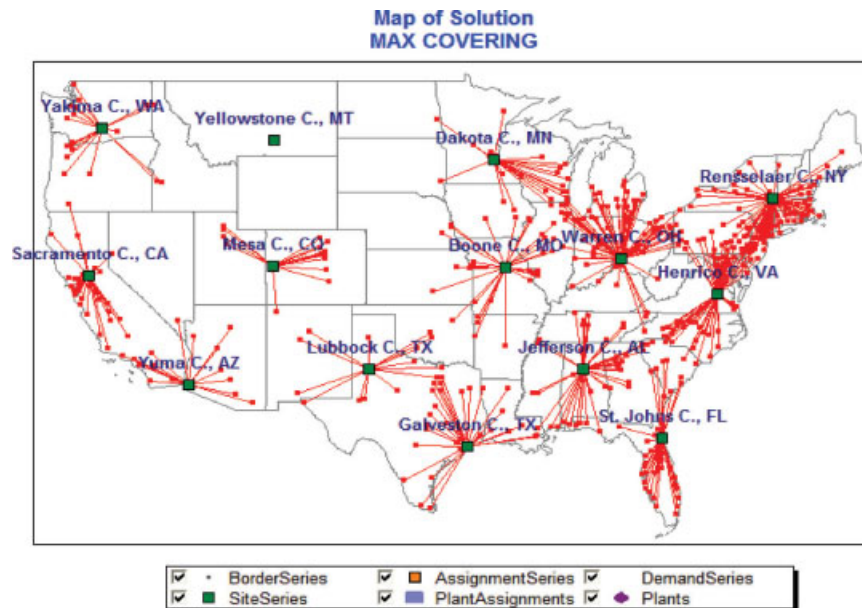 Map of Solution
MAX COVERING
Yakima C., WA
Yellowstone C., MT
Dakota C., MN
Rensselaer C., NY
Sacramento C., CA
Mesa C., CO
Boone C., MO
Warren C., OH
Henrico C., VA
Yuma C., AZ
Lubbock C., TX
Jefferson C., AL
Galveston C., TX
St. Johns C., FL
BorderSeries AssignmentSeries DemandSeries
SiteSeries PlantAssignments Plants